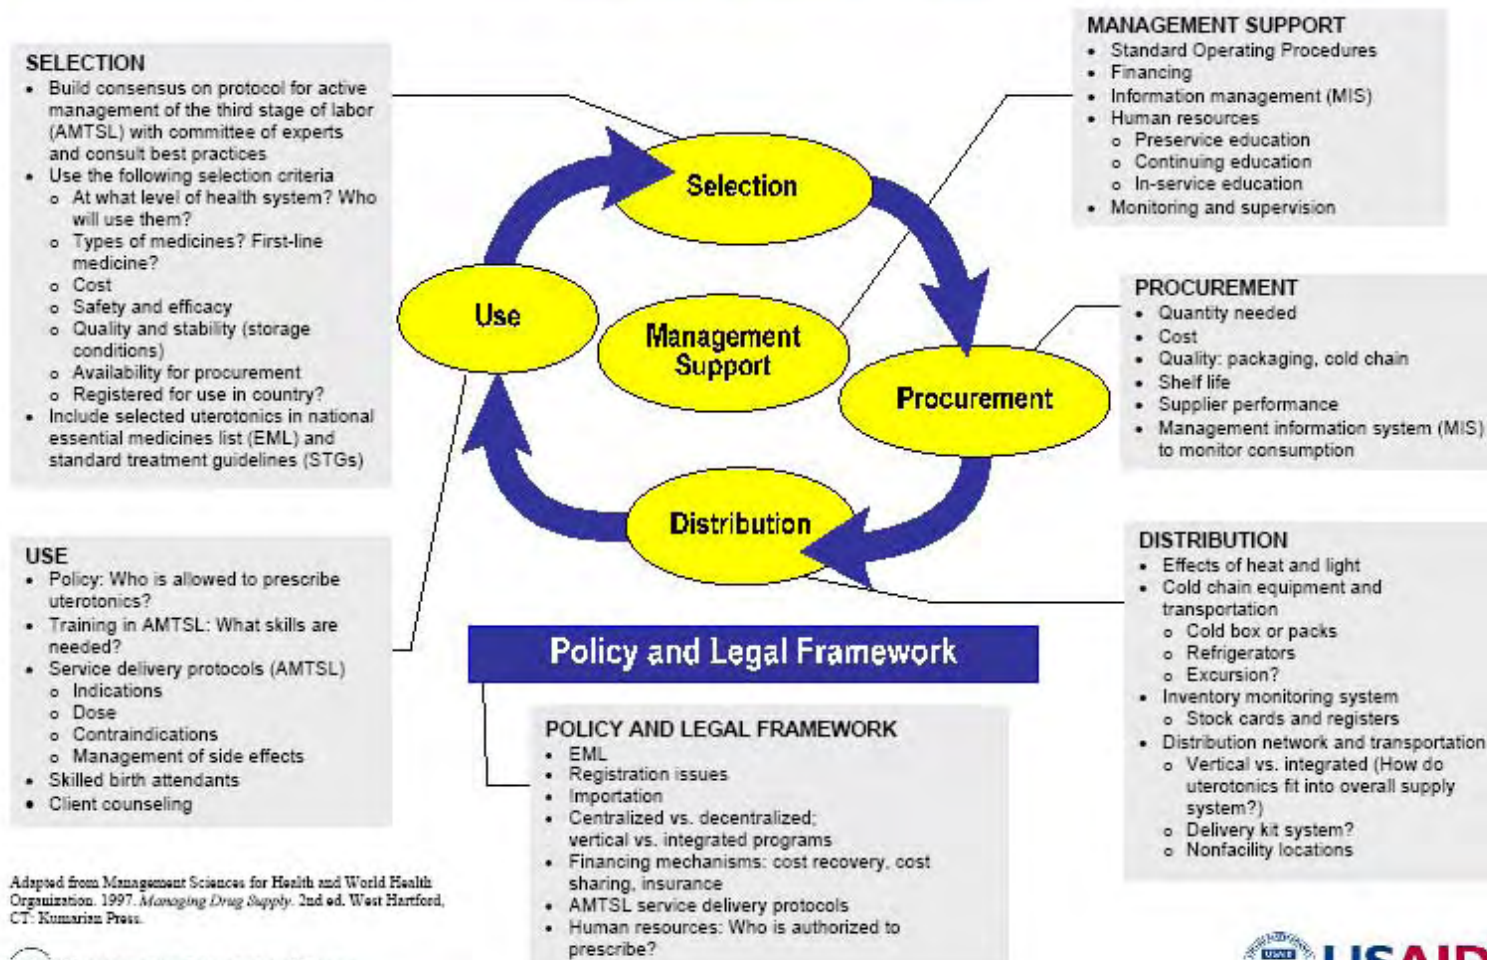 SELECTION
• Build consensus on protocol for active
management of the third stage of labor
(AMTSL) with committee of experts
and consult best practices
• Use the following selection criteria
o At what level of health system? Who
will use them?
o Types of medicines? First-line
medicine?
o Cost
o Safety and efficacy
o Quality and stability (storage
conditions)
o Availability for procurement
o Registered for use in country?
• Include selected uterotonics in national
essential medicines list (EML) and
standard treatment guidelines (STGs)
USE
• Policy: Who is allowed to prescribe
uterotonics?
• Training in AMTSL: What skills are
needed?
• Service delivery protocols (AMTSL)
o Indications
o Dose
o Contraindications
o Management of side effects
• Skilled birth attendants
• Client counseling
Adapted from Management Sciences for Health and World Health
Organization. 1997. Managing Drug Supply. 2nd ed. West Hartford,
CT: Kumarian Press.
Selection
Use
Management
Support
Procurement
Distribution
Policy and Legal Framework
POLICY AND LEGAL FRAMEWORK
• EML
• Registration issues
• Importation
• Centralized vs. decentralized;
vertical vs. integrated programs
• Financing mechanisms: cost recovery, cost
sharing, insurance
• AMTSL service delivery protocols
• Human resources: Who is authorized to
prescribe?
MANAGEMENT SUPPORT
• Standard Operating Procedures
• Financing
• Information management (MIS)
• Human resources
o Preservice education
o Continuing education
o In-service education
• Monitoring and supervision
PROCUREMENT
• Quantity needed
• Cost
• Quality: packaging, cold chain
• Shelf life
• Supplier performance
• Management information system (MIS)
to monitor consumption
DISTRIBUTION
• Effects of heat and light
• Cold chain equipment and
transportation
o Cold box or packs
o Refrigerators
o Excursion?
• Inventory monitoring system
o Stock cards and registers
• Distribution network and transportation
o Vertical vs. integrated (How do
uterotonics fit into overall supply
system?)
o Delivery kit system?
o Nonfacility locations
USAID